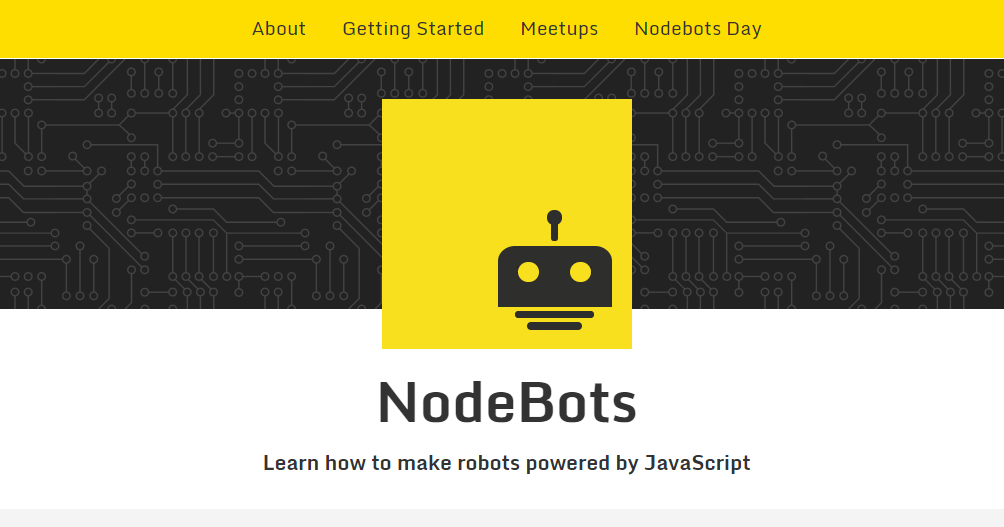 About Getting Started Meetups Nodebots Day
NodeBots
Learn how to make robots powered by JavaScript